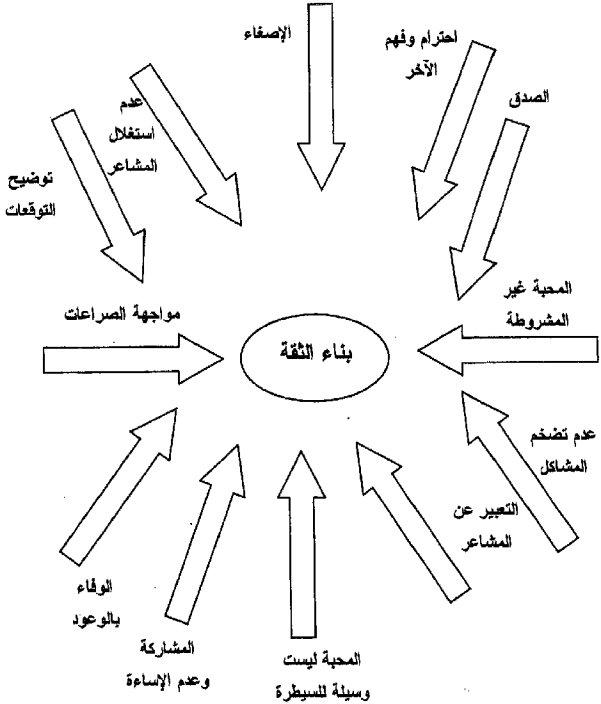 الإصغاء
احترام وفهم
الآخر
الصدق
عدم
استغلال
المشاعر
توضيح
التوقعات
المحبة غير
المشروطة
مواجهة الصراعات
بناء الثقة
عدم تضخم
المشاكل
التعبير عن
المشاعر
الوفاء
بالوعود
المشاركة
وعدم الإساءة
المحبة ليست
وسيلة للسيطرة